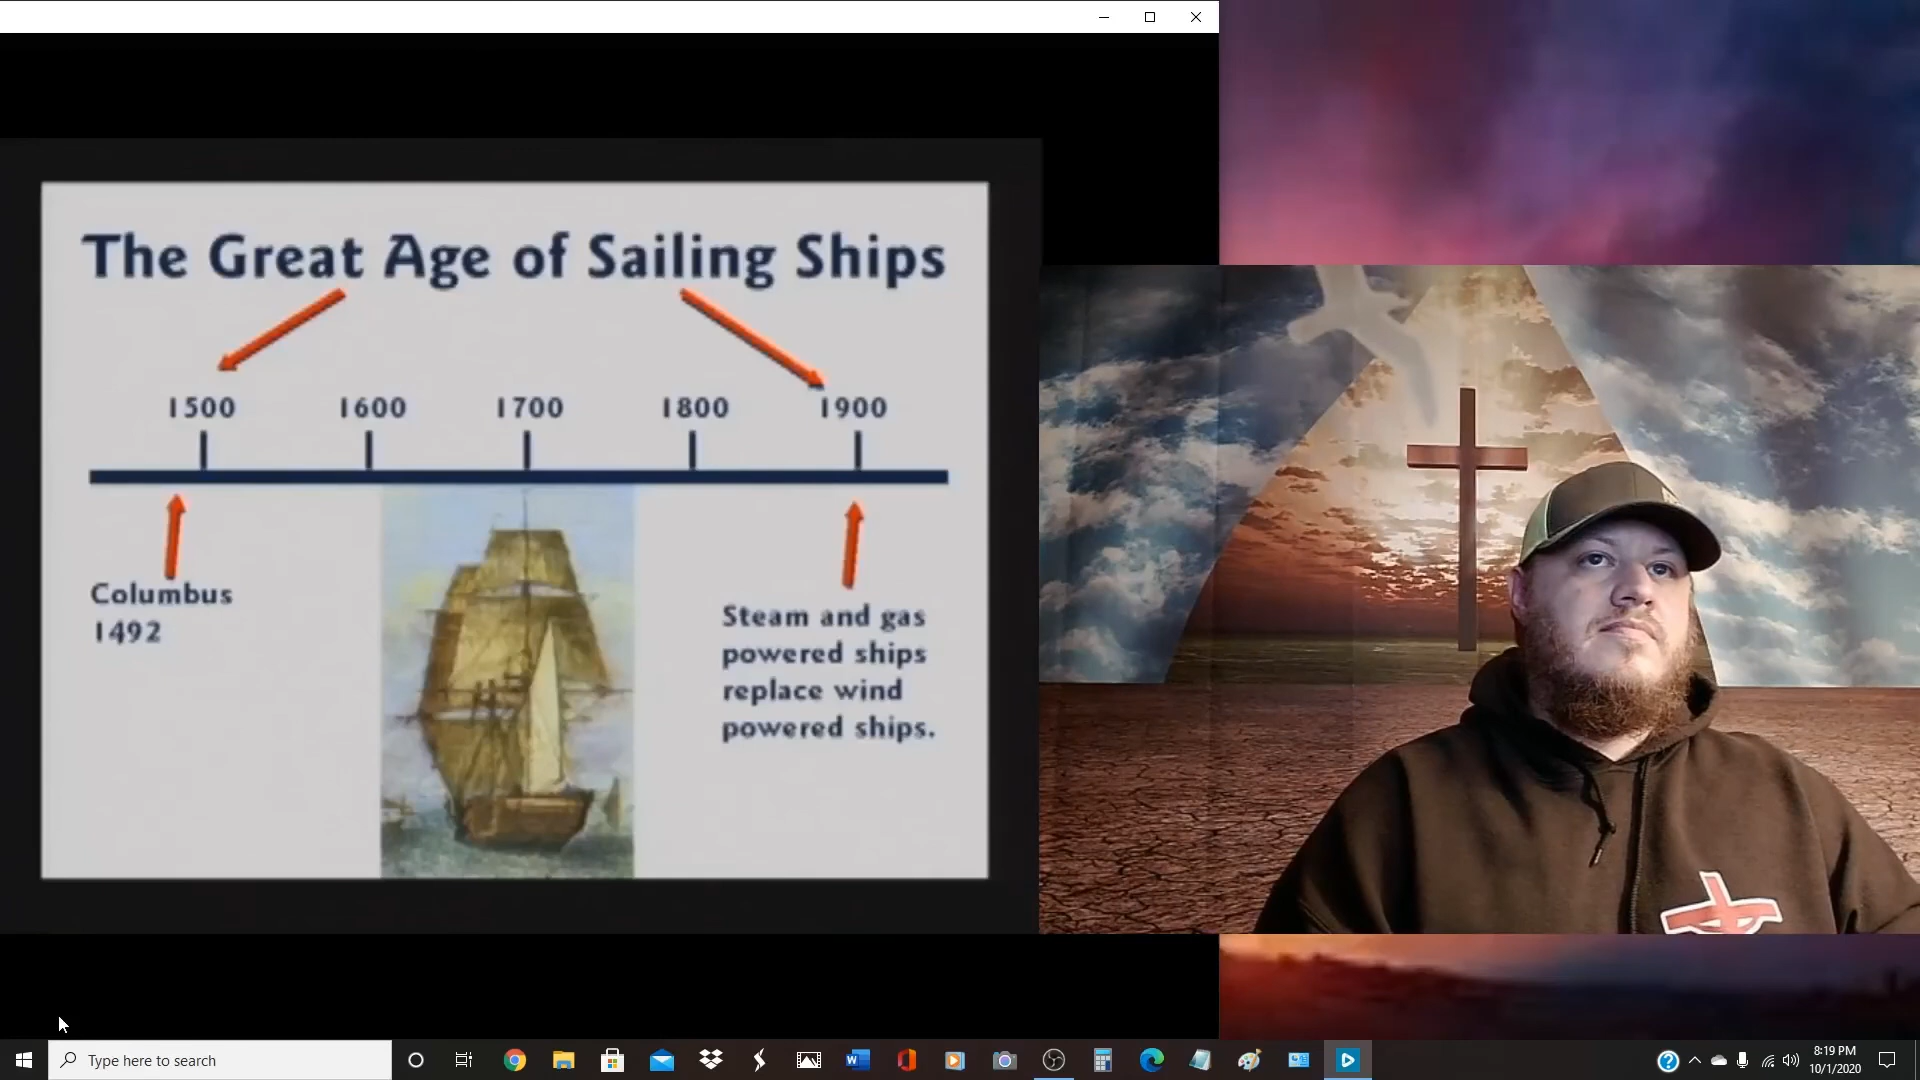 The Great Age of Sailing Ships
1500 1600 1700 1800 1900
Columbus
1492
Steam and gas
powered ships
replace wind
powered ships.
Type here to search
8:19 PM
10/1/2020